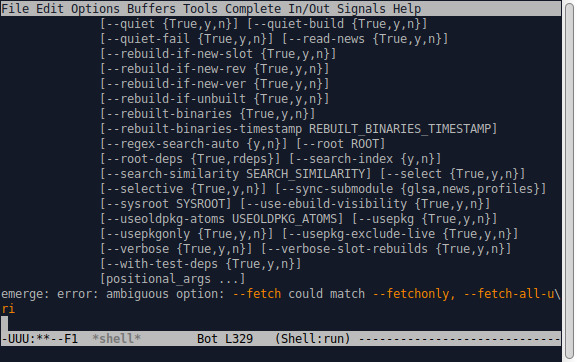 File Edit Options Buffers Tools Complete In/Out Signals Help
[--quiet {True,y,n}] [--quiet-build {True,y,n}]
[--quiet-fail {True,y,n}] [--read-news {True,y,n}]
[--rebuild-if-new-slot {True,y,n}]
[--rebuild-if-new-rev {True,y,n}]
[--rebuild-if-new-ver {True,y,n}]
[--rebuild-if-unbuilt {True,y,n}]
[--rebuilt-binaries {True,y,n}]
[--rebuilt-binaries-timestamp REBUILT_BINARIES_TIMESTAMP]
[--regex-search-auto {y,n}] [--root ROOT]
[--root-deps {True,rdeps}] [--search-index {y,n}]
[--search-similarity SEARCH_SIMILARITY] [--select {True,y,n}]
[--selective {True,y,n}] [--sync-submodule {glsa,news,profiles}]
[--sysroot SYSROOT] [--use-ebuild-visibility {True,y,n}]
[--useoldpkg-atoms USEOLDPKG_ATOMS] [--usepkg {True,y,n}]
[--usepkgonly {True,y,n}] [--usepkg-exclude-live {True,y,n}]
[--verbose {True,y,n}] [--verbose-slot-rebuilds {True,y,n}]
[--with-test-deps {True,y,n}]
[positional_args ...]
emerge: error: ambiguous option: --fetch could match --fetchonly, --fetch-all-u\
ri
-UUU:**--F1  *shell*       Bot L329   (Shell:run) ----------------------------